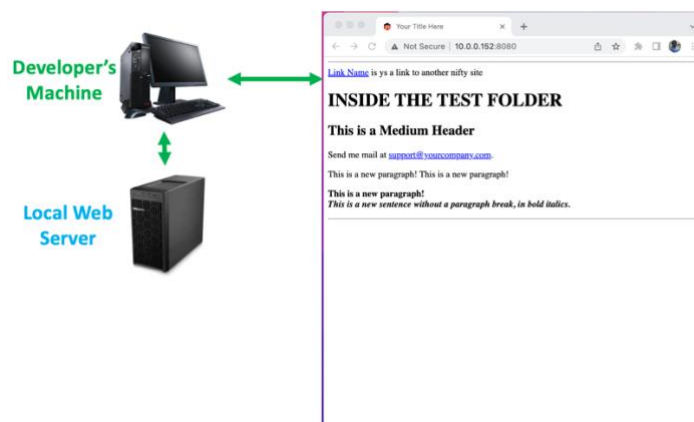 Developer's
Machine
Local Web
Server
Your Title Here
Not Secure | 10.0.0.152:8080
Link Name is ys a link to another nifty site
INSIDE THE TEST FOLDER
This is a Medium Header
Send me mail at support@yourcompany.com.
This is a new paragraph! This is a new paragraph!
This is a new paragraph!
This is a new sentence without a paragraph break, in bold italics.